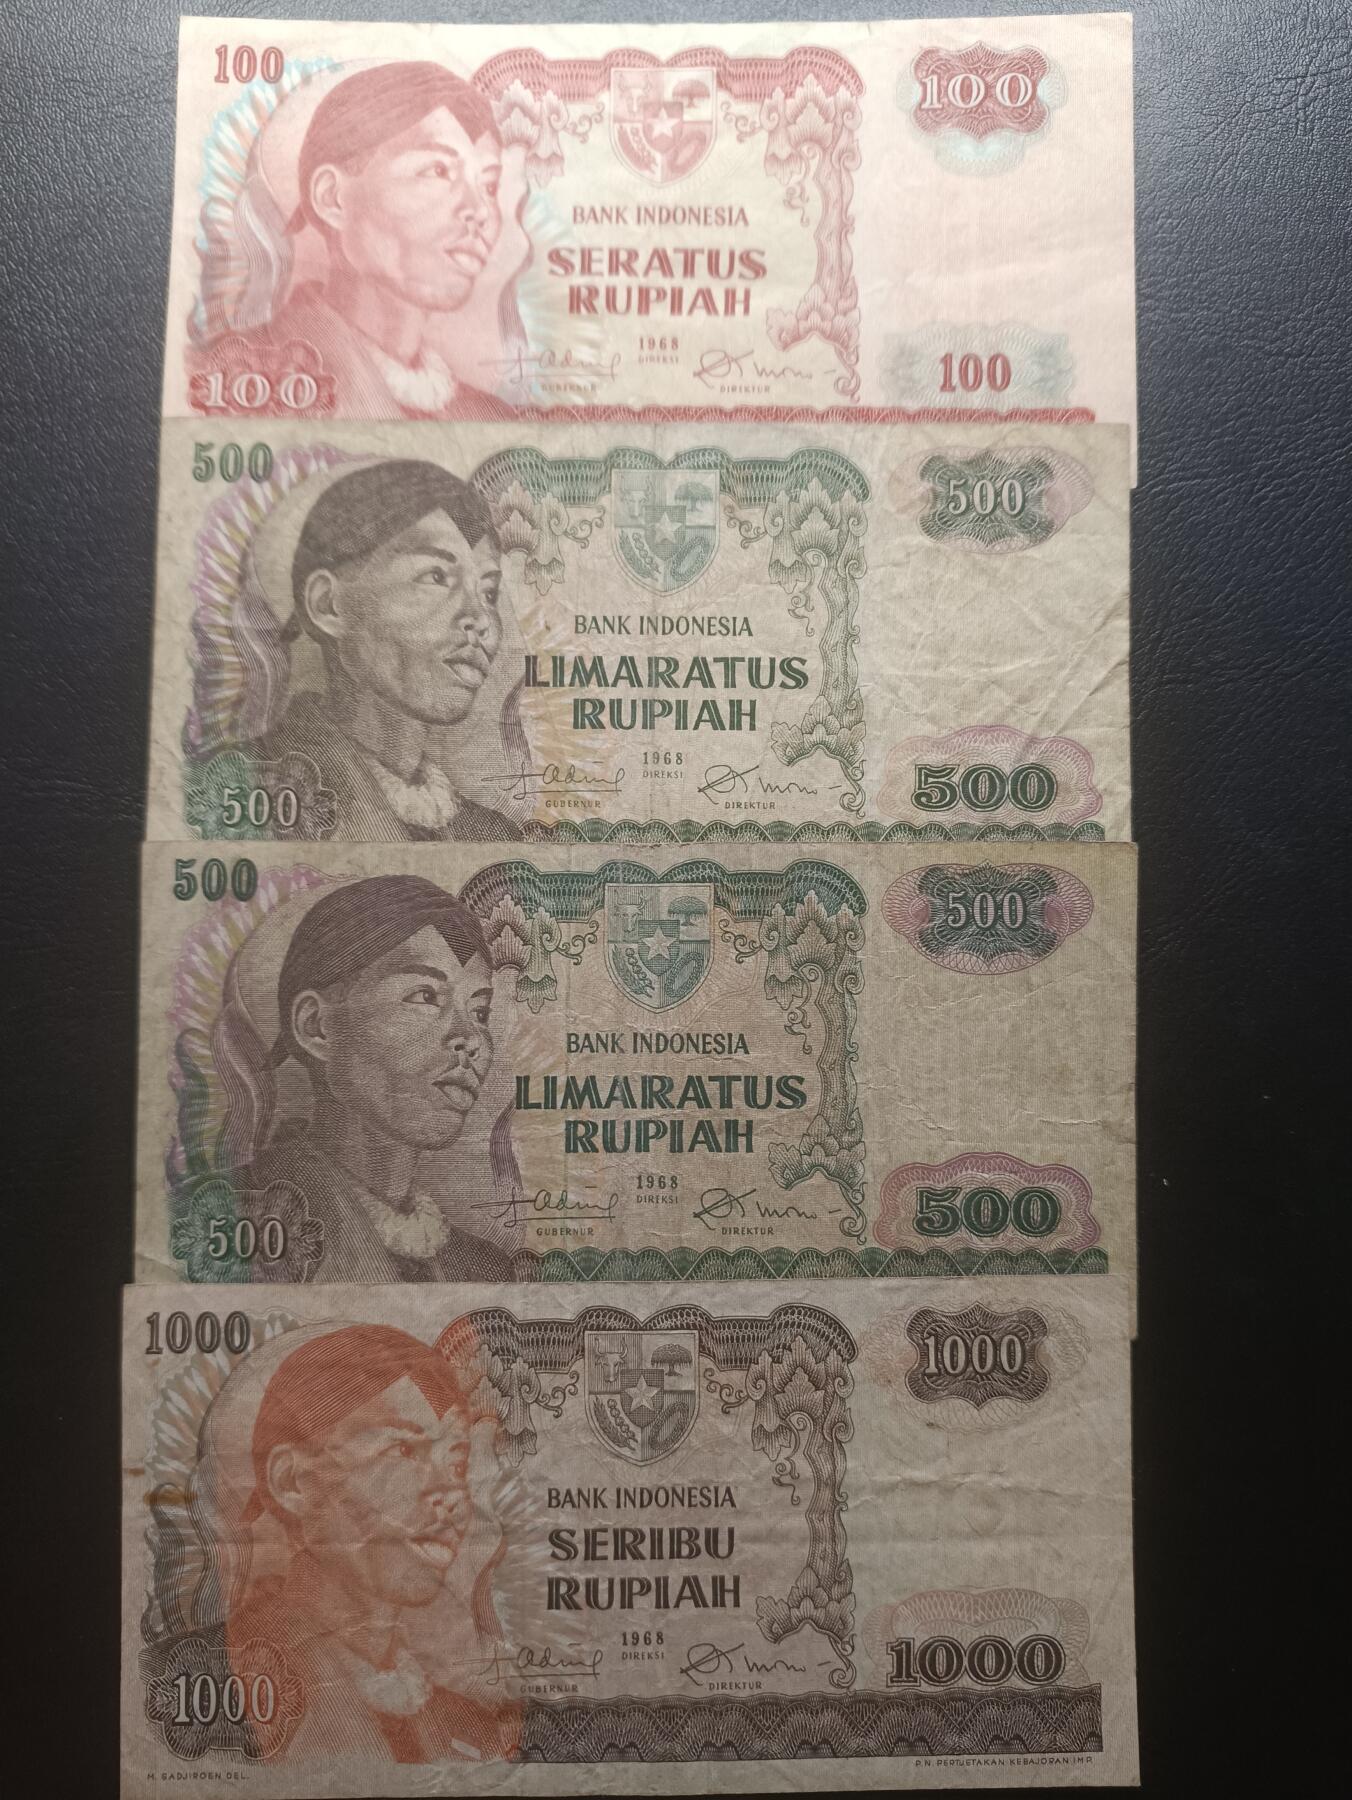 100
100
BANK INDONESIA
SERATUS
RUPIAH
1968
DIREKSI
GUBERNUR
DIREKTUR
100
100
500
500
BANK INDONESIA
LIMARATUS
RUPIAH
1968
DIREKSI
GUBERNUR
DIREKTUR
500
500
500
500
BANK INDONESIA
LIMARATUS
RUPIAH
1968
DIREKSI
GUBERNUR
DIREKTUR
500
500
1000
1000
BANK INDONESIA
SERIBU
RUPIAH
1968
DIREKSI
GUBERNUR
DIREKTUR
1000
1000
M. SADJIROEN DEL.
P.N. PERTJETAKAN KEBAJORAN IMP.